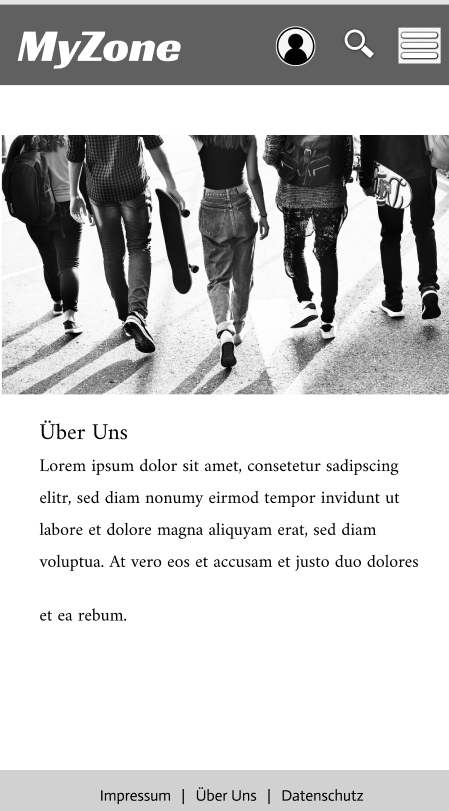 MyZone
Über Uns
Lorem ipsum dolor sit amet, consetetur sadipscing
elitr, sed diam nonumy eirmod tempor invidunt ut
labore et dolore magna aliquyam erat, sed diam
voluptua. At vero eos et accusam et justo duo dolores
et ea rebum.
Impressum | Über Uns | Datenschutz